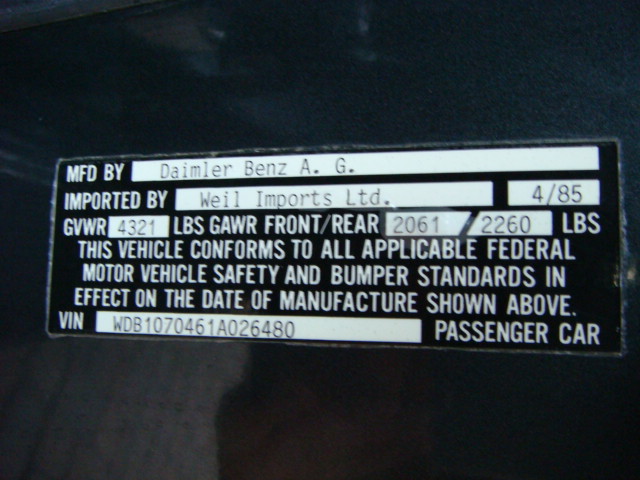 MFD BY Daimler Benz A. G.
IMPORTED BY Weil Imports Ltd. 4/85
GVWR 4321 LBS GAWR FRONT/REAR 2061/2260 LBS
THIS VEHICLE CONFORMS TO ALL APPLICABLE FEDERAL
MOTOR VEHICLE SAFETY AND BUMPER STANDARDS IN
EFFECT ON THE DATE OF MANUFACTURE SHOWN ABOVE.
VIN WDB1070461A026480 PASSENGER CAR